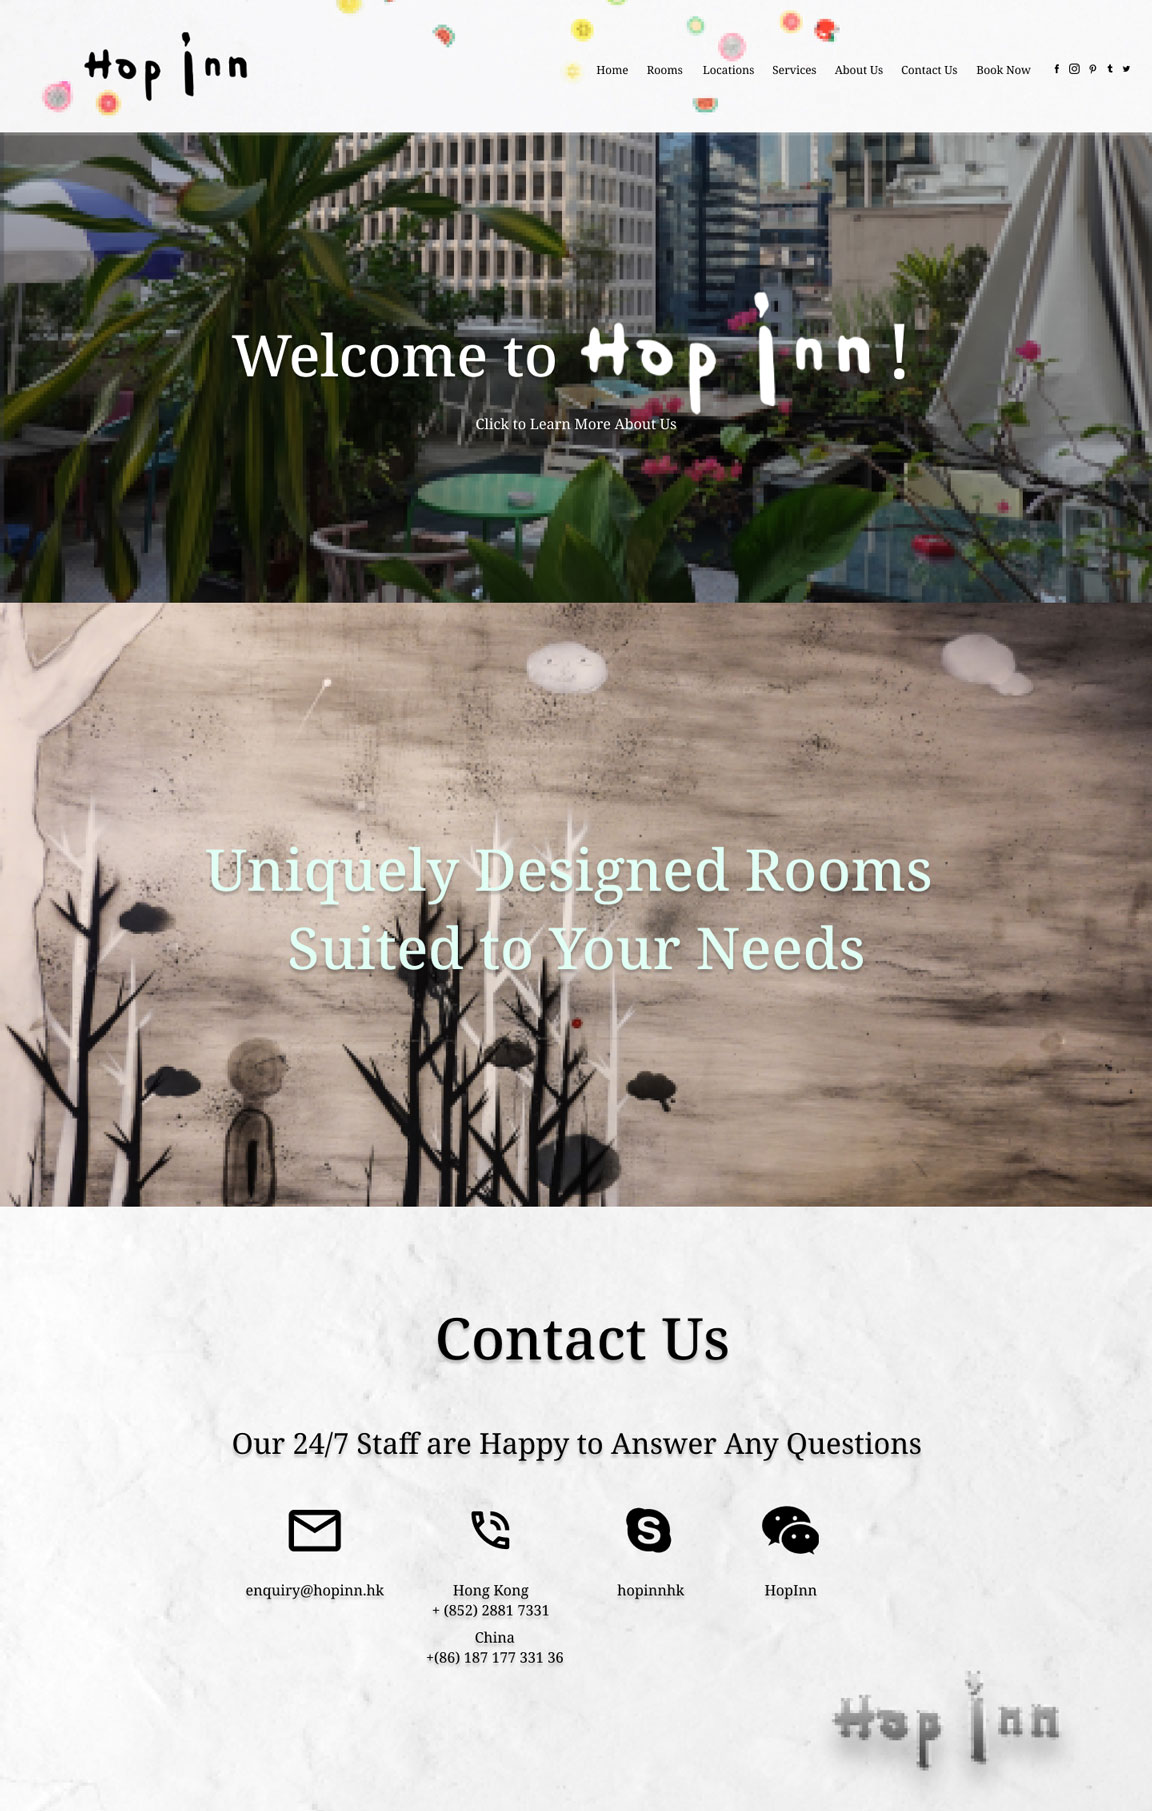 Hop Inn
Home Rooms Locations Services About Us Contact Us Book Now
Welcome to Hop Inn!
Click to Learn More About Us
Uniquely Designed Rooms
Suited to Your Needs
Contact Us
Our 24/7 Staff are Happy to Answer Any Questions
enquiry@hopinn.hk
Hong Kong
+ (852) 2881 7331
China
+(86) 187 177 331 36
hopinnhk
HopInn
Hop Inn